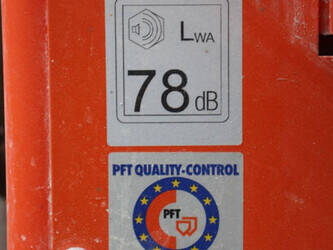 LWA
78 dB
PFT QUALITY-CONTROL
PFT